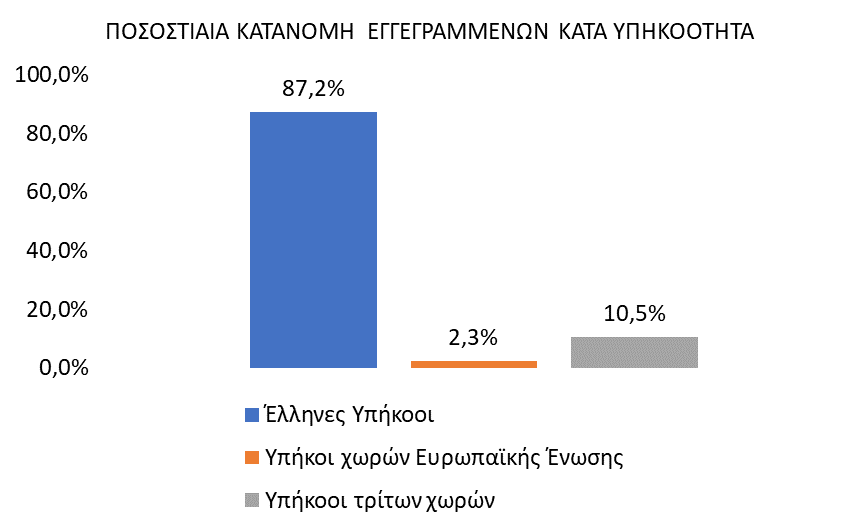 ΠΟΣΟΣΤΙΑΙΑ ΚΑΤΑΝΟΜΗ ΕΓΓΕΓΡΑΜΜΕΝΩΝ ΚΑΤΑ ΥΠΗΚΟΟΤΗΤΑ
100,0%
80,0%
60,0%
40,0%
20,0%
0,0%
87,2%
2,3%
10,5%
Έλληνες Υπήκοοι
Υπήκοι χωρών Ευρωπαϊκής Ένωσης
Υπήκοοι τρίτων χωρών